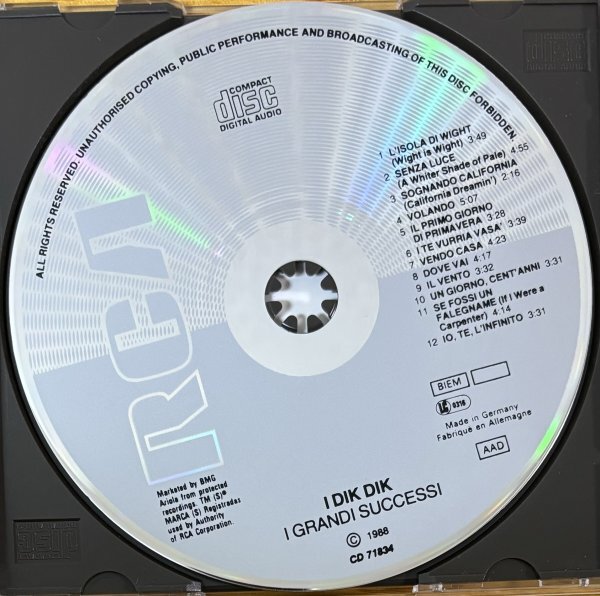 ALL RIGHTS RESERVED. UNAUTHORISED COPYING, PUBLIC PERFORMANCE AND BROADCASTING OF THIS DISC FORBIDDEN.
COMPACT
disc
DIGITAL AUDIO
1 L'ISOLA DI WIGHT
(Wight is Wight) 3:49
2 SENZA LUCE
(A Whiter Shade of Pale) 4:55
3 SOGNANDO CALIFORNIA
(California Dreamin') 2:16
4 VOLANDO 5:07
5 IL PRIMO GIORNO
DI PRIMAVERA 3:28
6 I TE VURRIA VASA' 3:39
7 VENDO CASA 4:23
8 DOVE VAI 4:17
9 IL VENTO 3:32
10 UN GIORNO, CENT'ANNI 3:31
11 SE FOSSI UN
FALEGNAME (If I Were a
Carpenter) 4:14
12 IO, TE, L'INFINITO 3:31
RCA
BIEM
LC 0316
Made in Germany
Fabriqué en Allemagne
AAD
Marketed by BMG
Ariola from protected
recordings. TM (S)®
MARCA (S) Registradas
used by Authority
of RCA Corporation.
I DIK DIK
I GRANDI SUCCESSI
© 1988
CD 71834